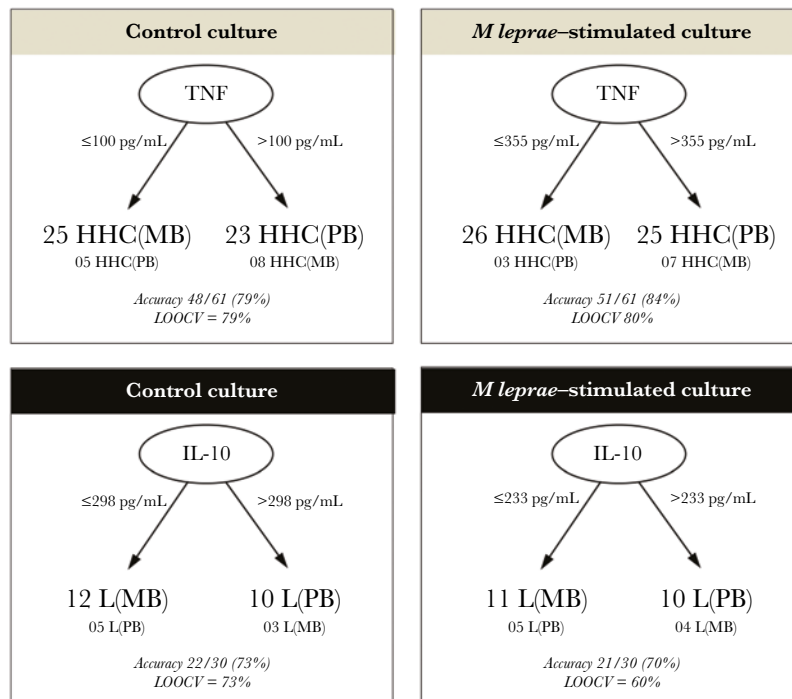 Control culture
TNF
≤100 pg/mL >100 pg/mL
25 HHC(MB) 23 HHC(PB)
05 HHC(PB) 08 HHC(MB)
Accuracy 48/61 (79%)
LOOCV = 79%
M leprae–stimulated culture
TNF
≤355 pg/mL >355 pg/mL
26 HHC(MB) 25 HHC(PB)
03 HHC(PB) 07 HHC(MB)
Accuracy 51/61 (84%)
LOOCV 80%
Control culture
IL-10
≤298 pg/mL >298 pg/mL
12 L(MB) 10 L(PB)
05 L(PB) 03 L(MB)
Accuracy 22/30 (73%)
LOOCV = 73%
M leprae–stimulated culture
IL-10
≤233 pg/mL >233 pg/mL
11 L(MB) 10 L(PB)
05 L(PB) 04 L(MB)
Accuracy 21/30 (70%)
LOOCV = 60%